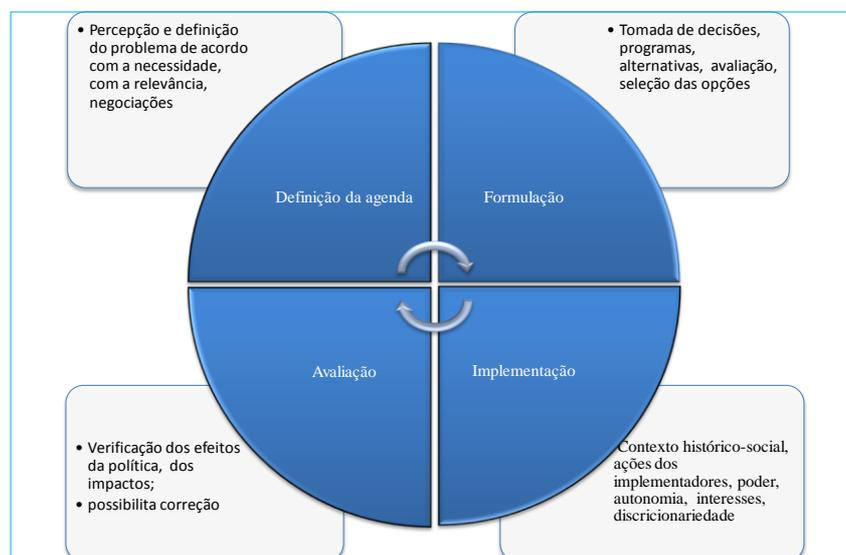 • Percepção e definição
do problema de acordo
com a necessidade,
com a relevância,
negociações
• Tomada de decisões,
programas,
alternativas, avaliação,
seleção das opções
Definição da agenda
Formulação
Avaliação
Implementação
• Verificação dos efeitos
da política, dos
impactos;
• possibilita correção
Contexto histórico-social,
ações dos
implementadores, poder,
autonomia, interesses,
discricionariedade